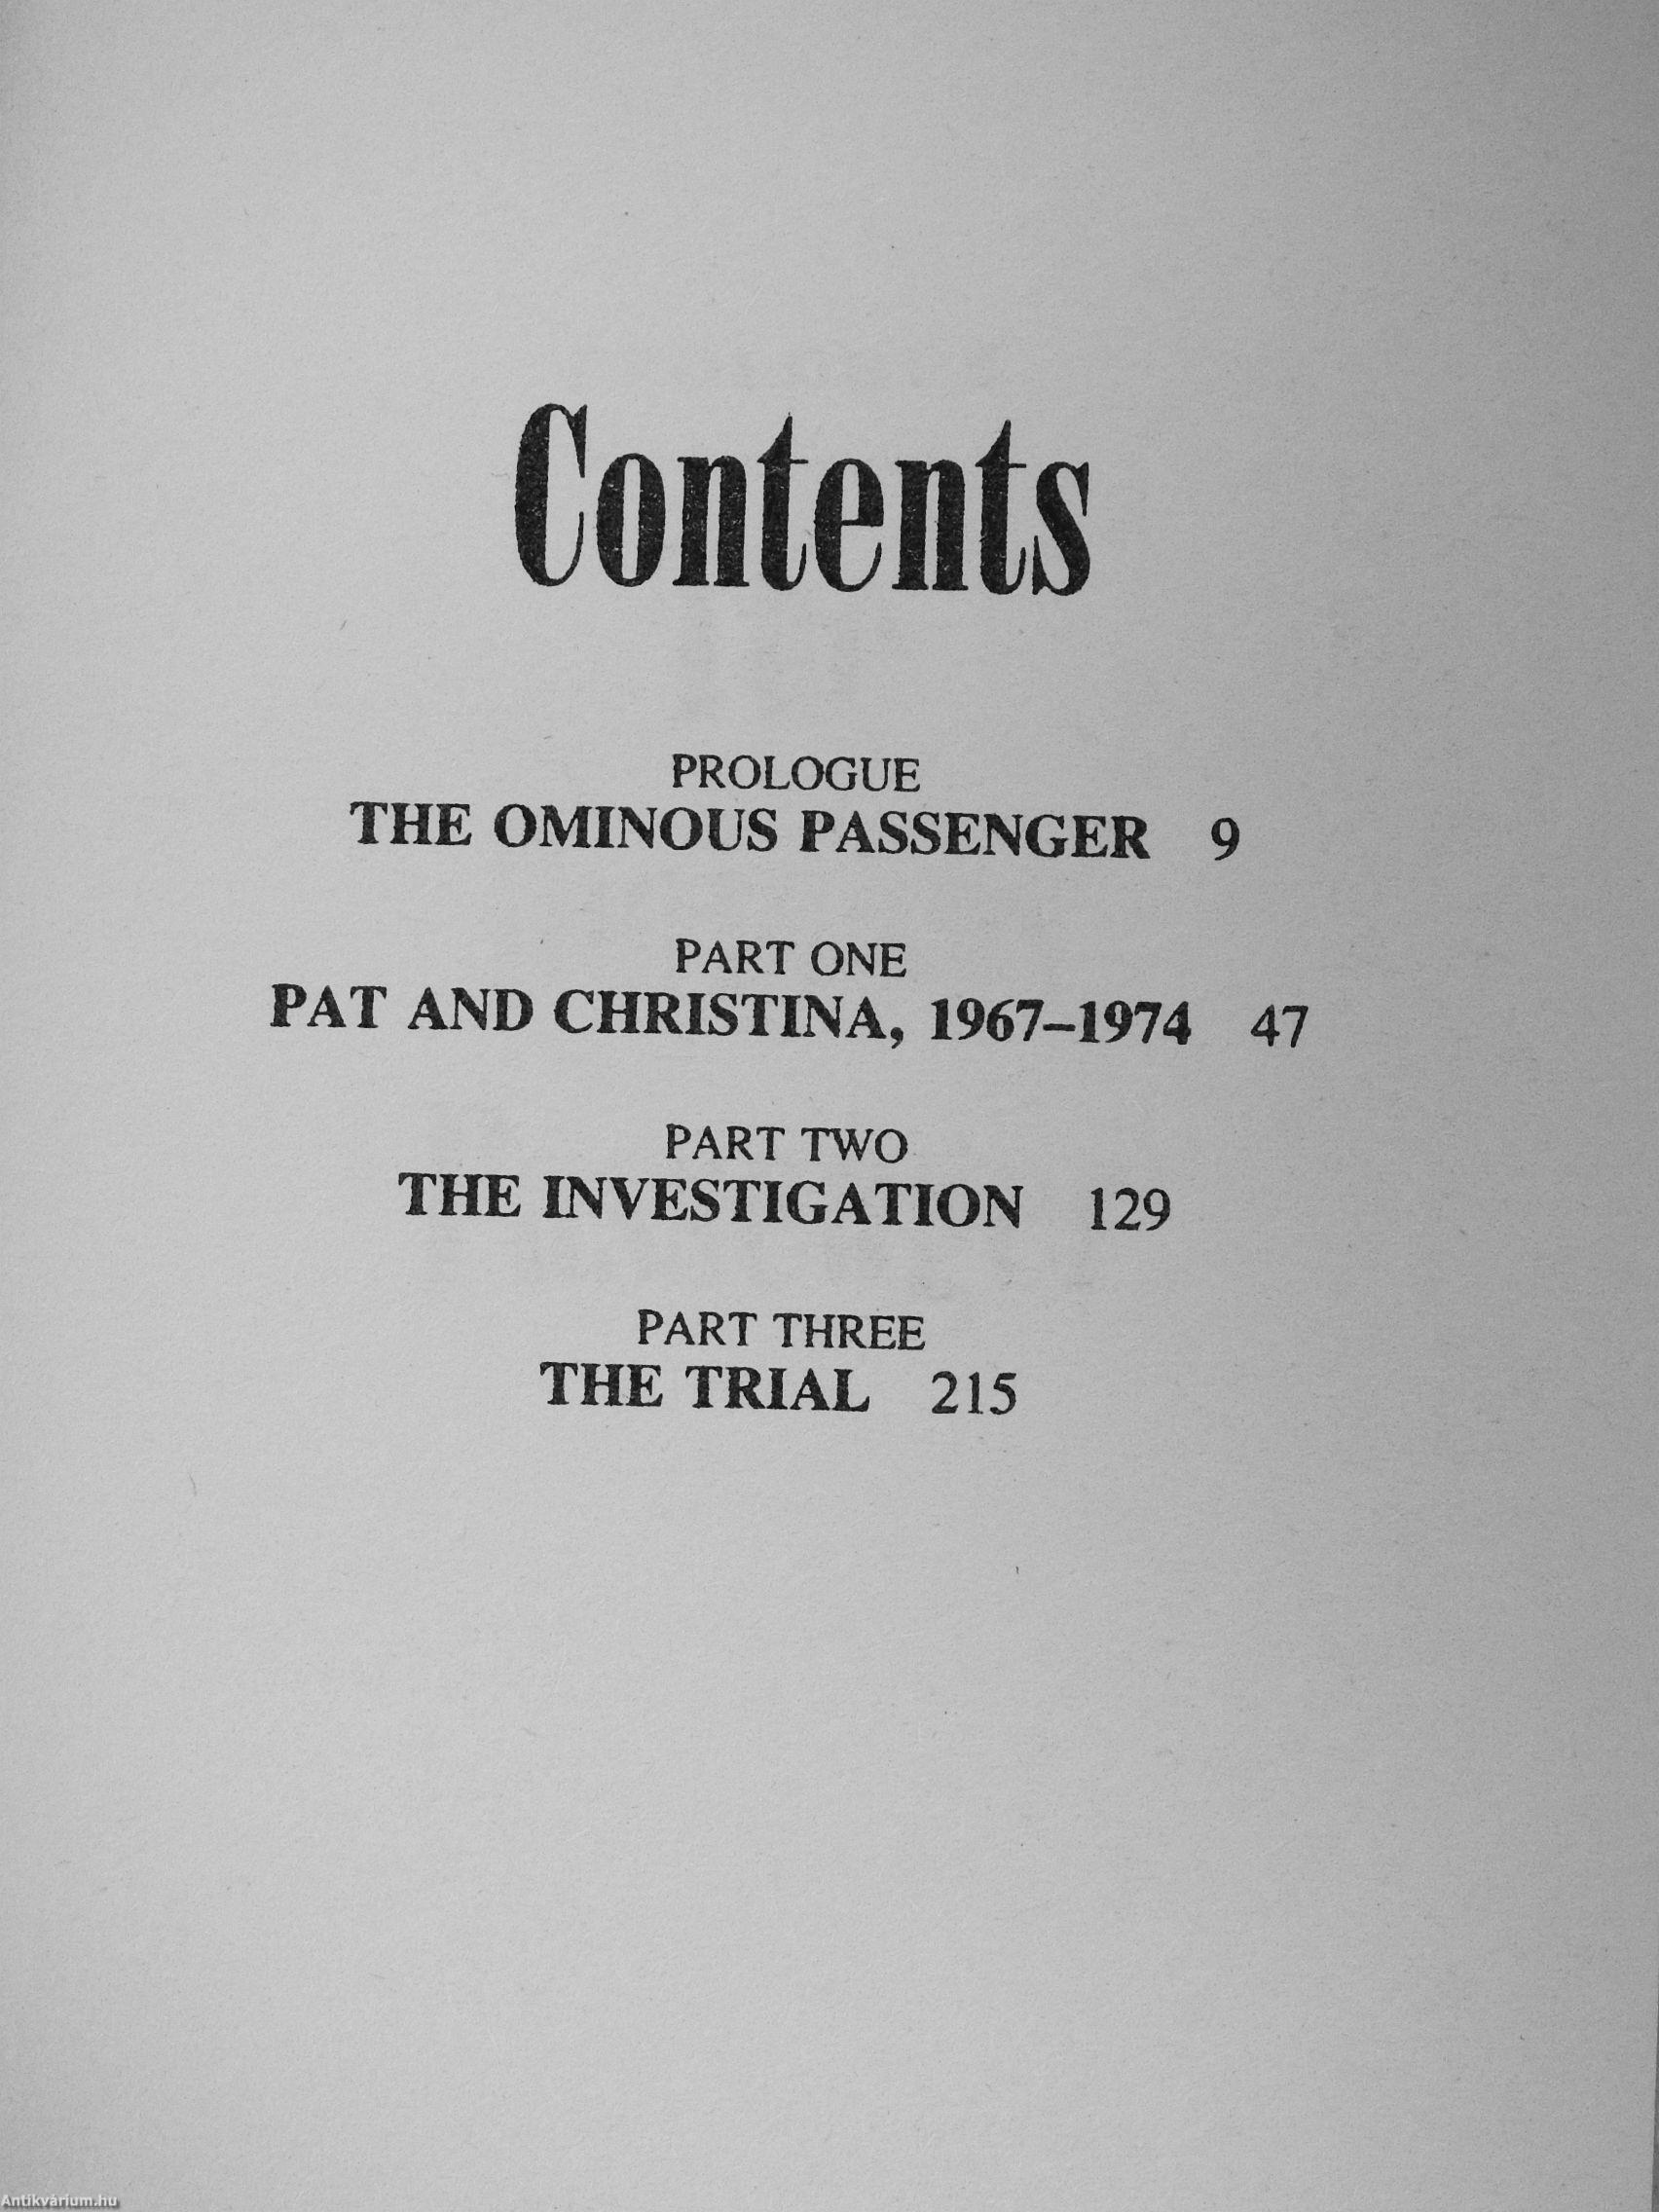 Contents
PROLOGUE
THE OMINOUS PASSENGER 9
PART ONE
PAT AND CHRISTINA, 1967–1974 47
PART TWO
THE INVESTIGATION 129
PART THREE
THE TRIAL 215
Antikvárium.hu